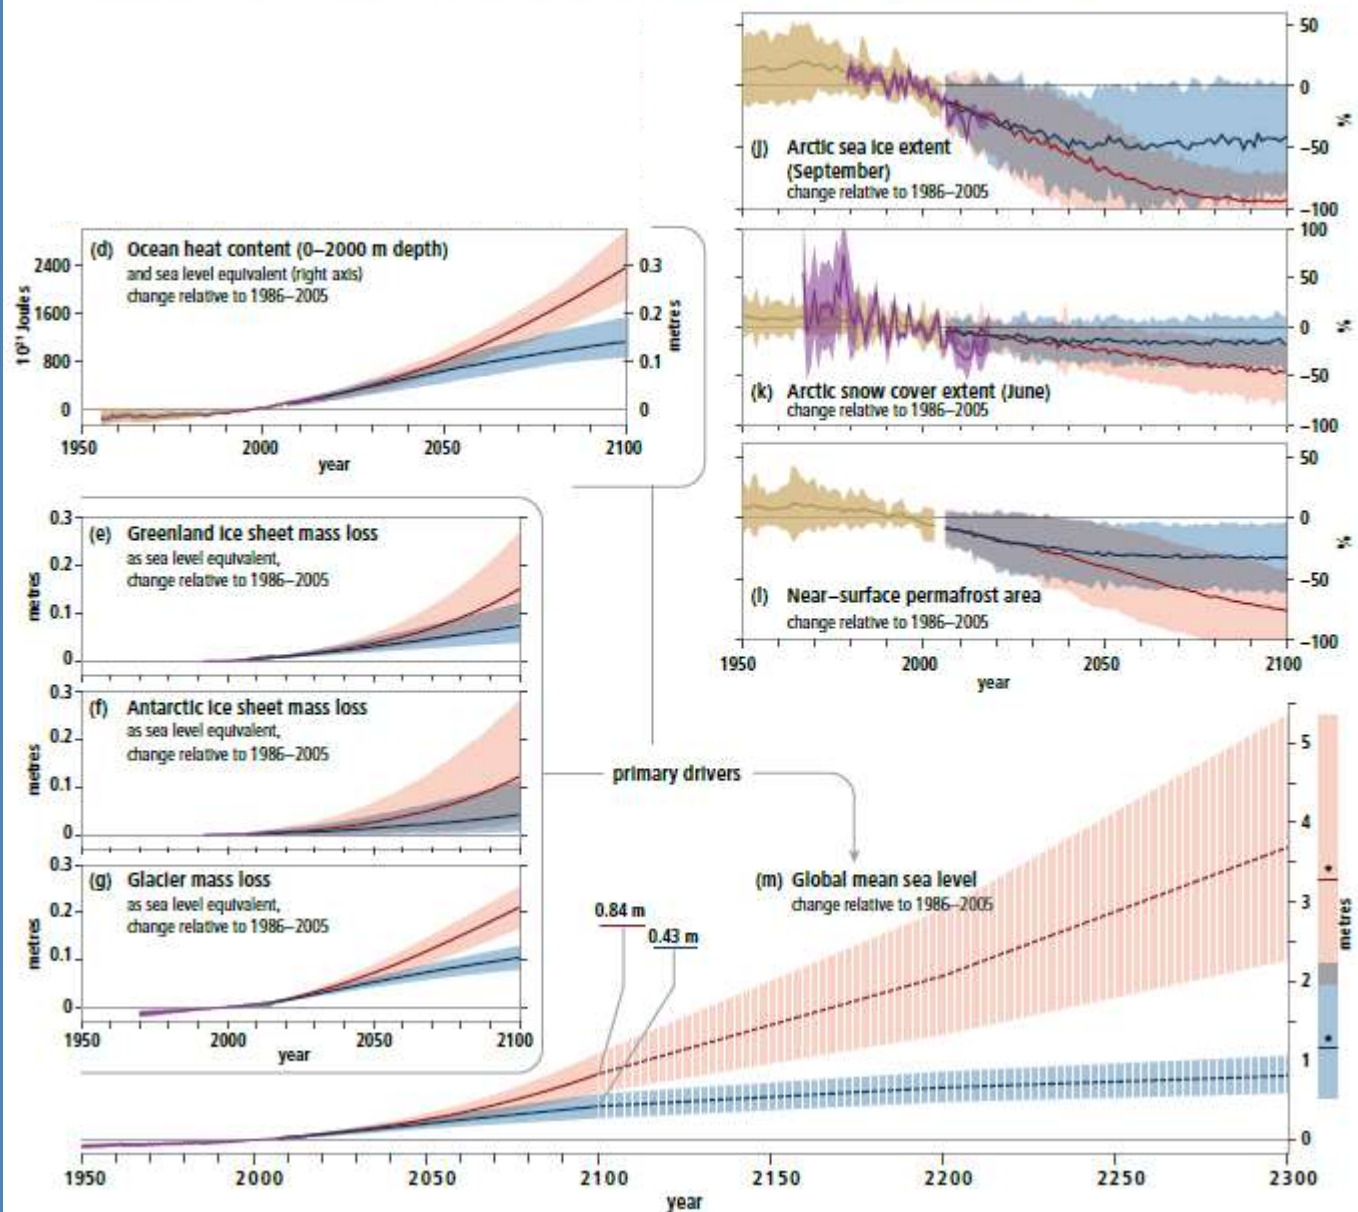 50
0
−50
−100
%
(j) Arctic sea ice extent
(September)
change relative to 1986–2005
(d) Ocean heat content (0–2000 m depth)
and sea level equivalent (right axis)
change relative to 1986–2005
2400
1600
800
0
10²¹ Joules
0.3
0.2
0.1
0
metres
1950
2000
2050
2100
year
100
50
0
−50
−100
%
(k) Arctic snow cover extent (June)
change relative to 1986–2005
50
0
−50
−100
%
(l) Near–surface permafrost area
change relative to 1986–2005
1950
2000
2050
2100
year
(e) Greenland ice sheet mass loss
as sea level equivalent,
change relative to 1986–2005
0.3
0.2
0.1
0
metres
(f) Antarctic ice sheet mass loss
as sea level equivalent,
change relative to 1986–2005
0.3
0.2
0.1
0
metres
(g) Glacier mass loss
as sea level equivalent,
change relative to 1986–2005
0.3
0.2
0.1
0
metres
1950
2000
2050
2100
year
primary drivers
(m) Global mean sea level
change relative to 1986–2005
0.84 m
0.43 m
5
4
3
2
1
0
metres
*
*
1950
2000
2050
2100
2150
2200
2250
2300
year